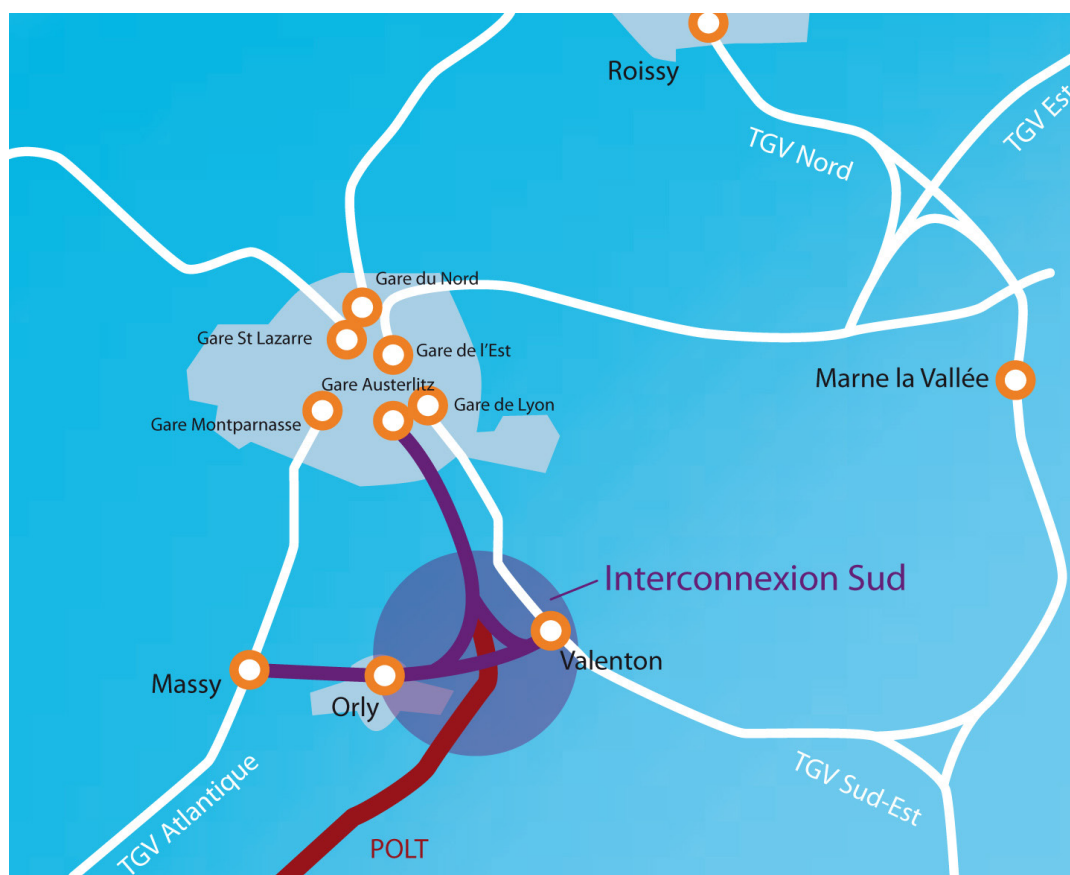 Roissy
TGV Nord
TGV Est
Gare du Nord
Gare St Lazarre
Gare de l'Est
Gare Austerlitz
Gare de Lyon
Gare Montparnasse
Marne la Vallée
Interconnexion Sud
Valenton
Massy
Orly
TGV Atlantique
TGV Sud-Est
POLT